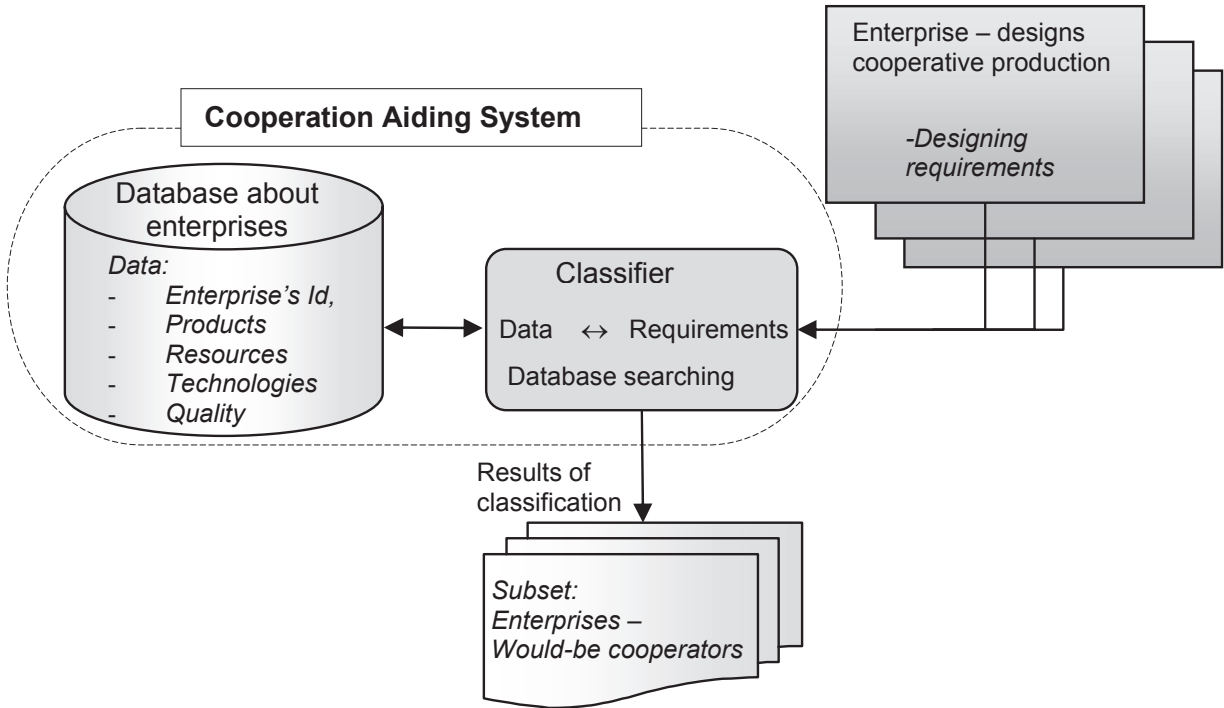 Enterprise – designs
cooperative production
-Designing
requirements
Cooperation Aiding System
Database about
enterprises
Data:
- Enterprise's Id,
- Products
- Resources
- Technologies
- Quality
Classifier
Data ↔ Requirements
Database searching
Results of
classification
Subset:
Enterprises –
Would-be cooperators